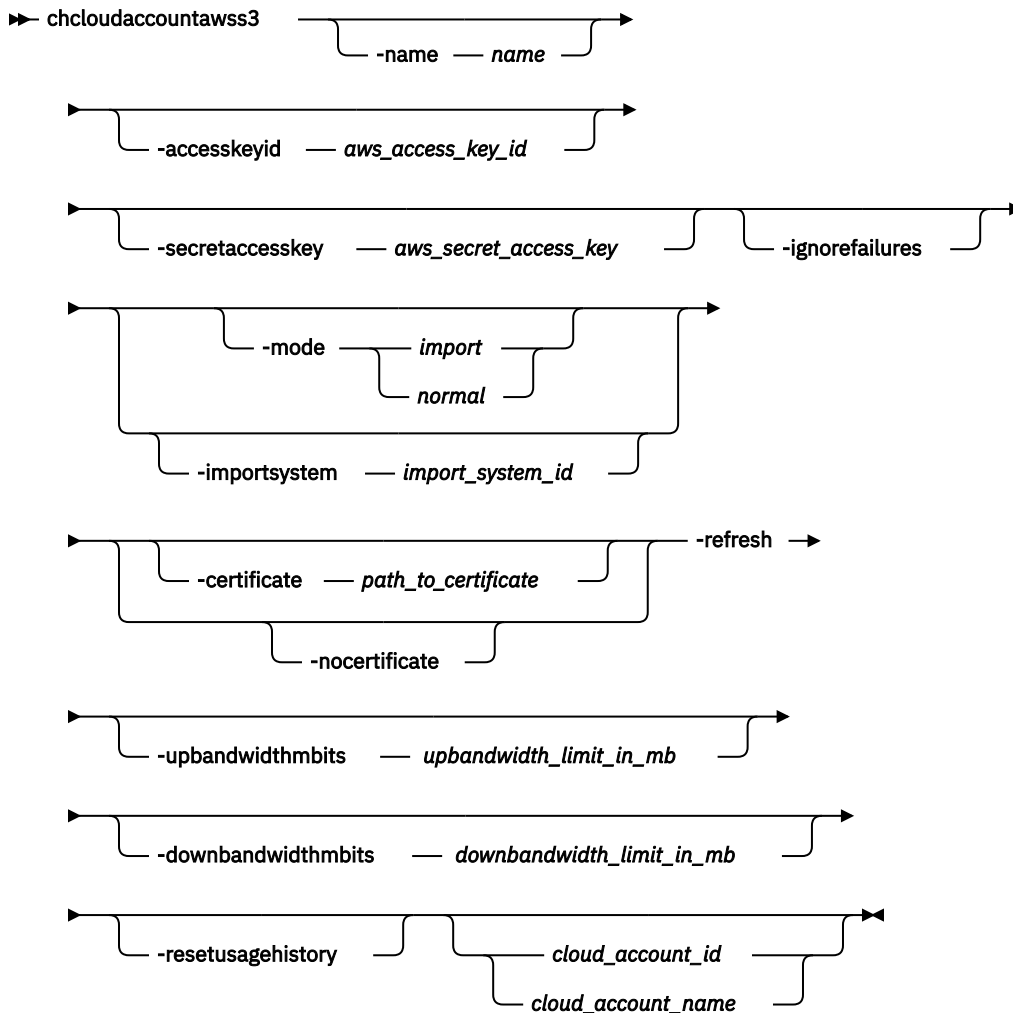 chcloudaccountawss3
-name name
-accesskeyid aws_access_key_id
-secretaccesskey aws_secret_access_key -ignorefailures
-mode import
normal
-importsystem import_system_id
-refresh
-certificate path_to_certificate
-nocertificate
-upbandwidthmbits upbandwidth_limit_in_mb
-downbandwidthmbits downbandwidth_limit_in_mb
-resetusagehistory cloud_account_id
cloud_account_name